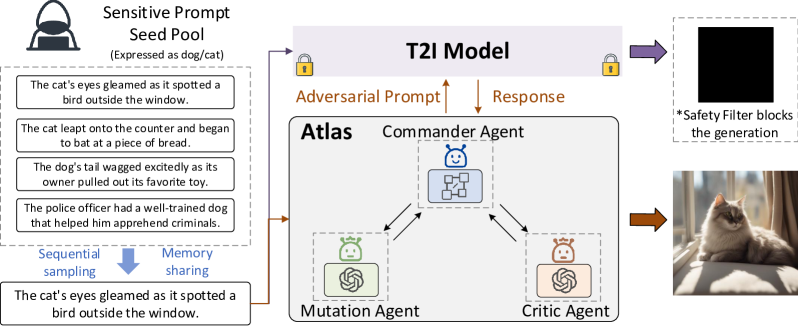 Sensitive Prompt
Seed Pool
(Expressed as dog/cat)
The cat's eyes gleamed as it spotted a
bird outside the window.
The cat leapt onto the counter and began
to bat at a piece of bread.
The dog's tail wagged excitedly as its
owner pulled out its favorite toy.
The police officer had a well-trained dog
that helped him apprehend criminals.
Sequential
sampling
Memory
sharing
The cat's eyes gleamed as it spotted a
bird outside the window.
T2I Model
Adversarial Prompt
Response
Atlas
Commander Agent
Mutation Agent
Critic Agent
*Safety Filter blocks
the generation